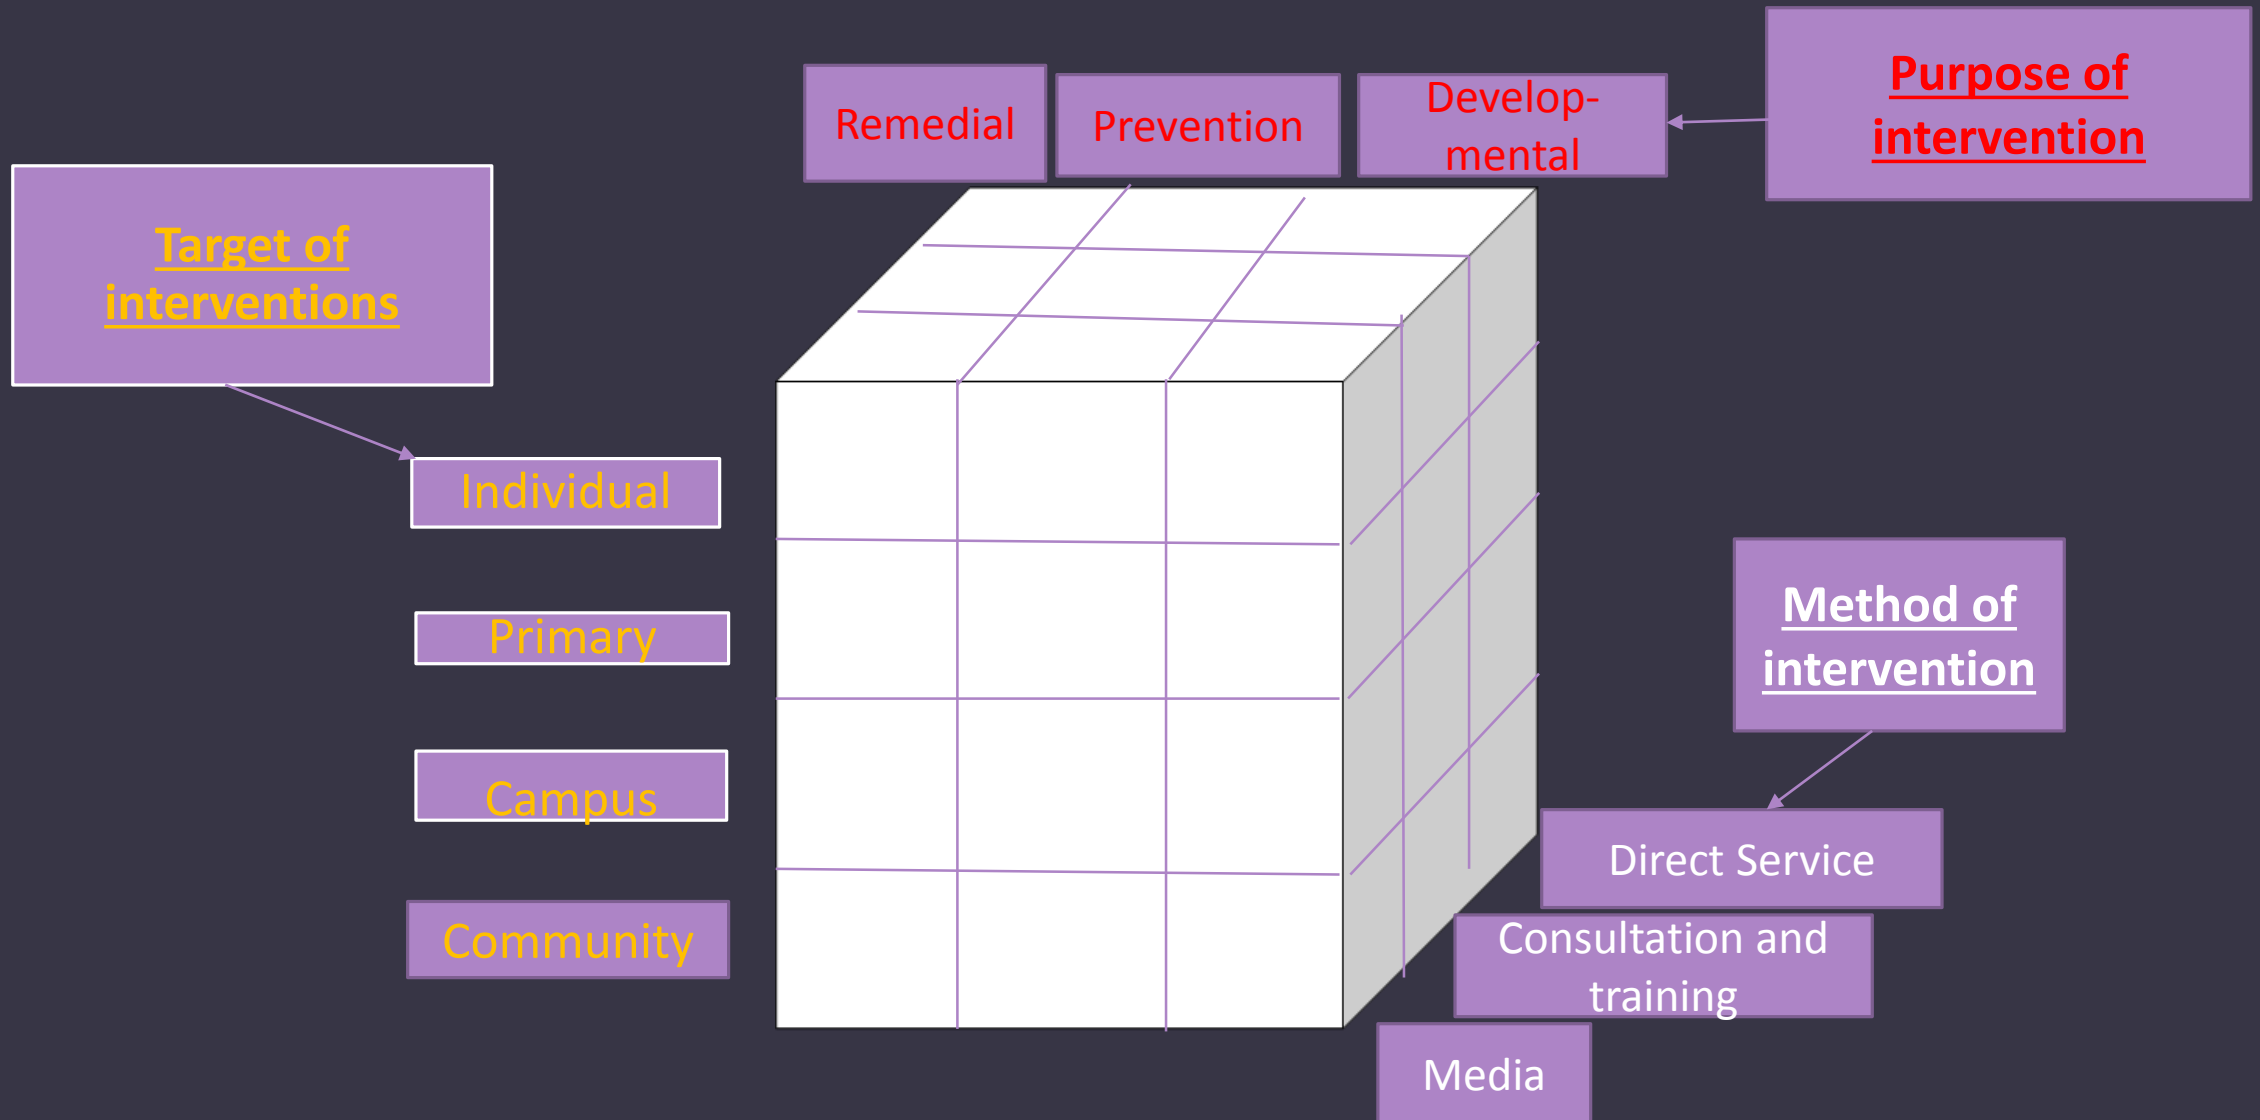 Purpose of
intervention
Remedial
Prevention
Develop-
mental
Target of
interventions
Individual
Primary
Campus
Community
Method of
intervention
Direct Service
Consultation and
training
Media